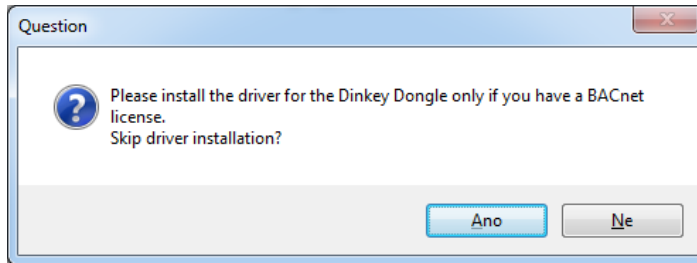 Question
Please install the driver for the Dinkey Dongle only if you have a BACnet
license.
Skip driver installation?
Ano
Ne